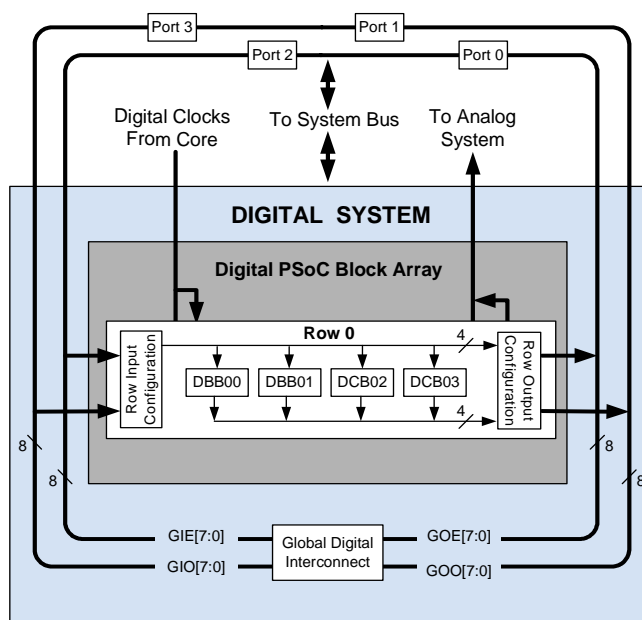 Port 3
Port 1
Port 2
Port 0
Digital Clocks
From Core
To System Bus
To Analog
System
DIGITAL SYSTEM
Digital PSoC Block Array
Row 0
4
Row Input
Configuration
DBB00
DBB01
DCB02
DCB03
4
Row Output
Configuration
8
8
8
8
GIE[7:0]
GIO[7:0]
Global Digital
Interconnect
GOE[7:0]
GOO[7:0]